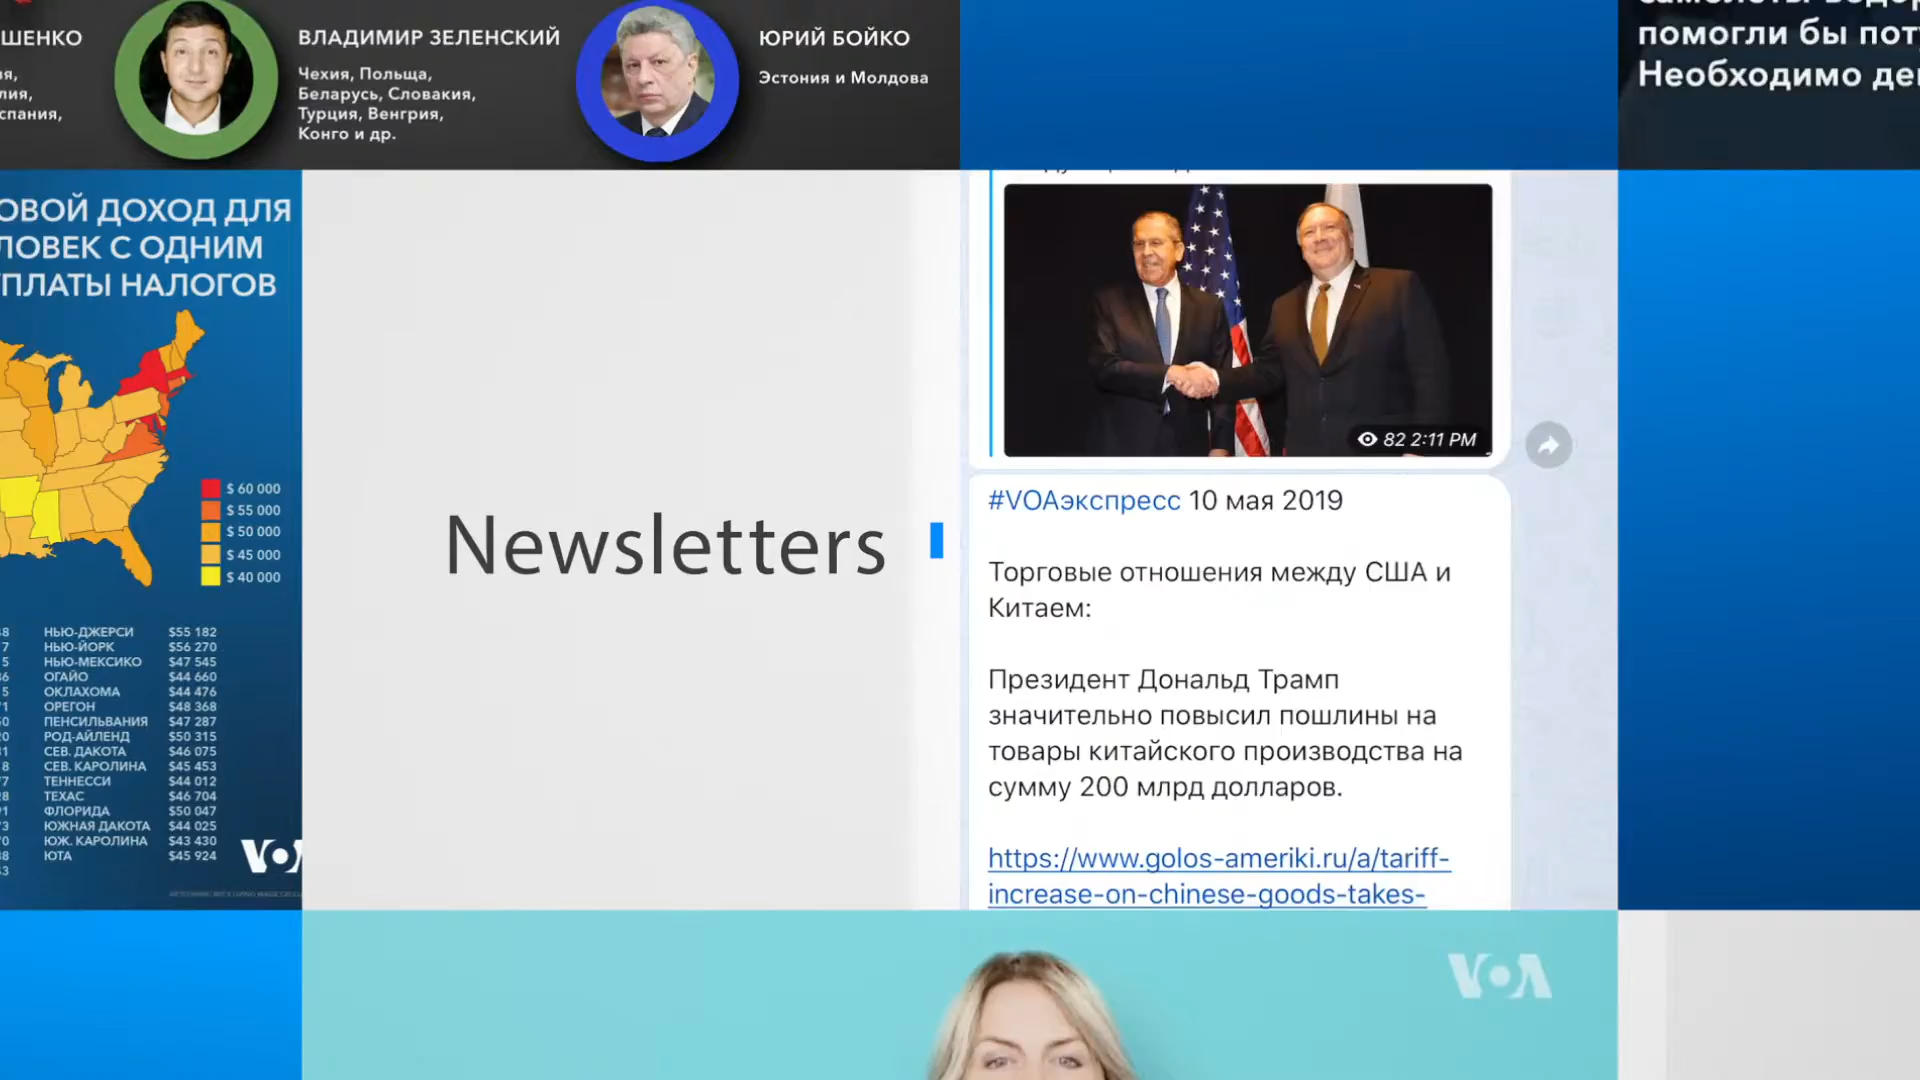 ШЕНКО
ВЛАДИМИР ЗЕЛЕНСКИЙ
Чехия, Польща,
Беларусь, Словакия,
Турция, Венгрия,
Конго и др.
ЮРИЙ БОЙКО
Эстония и Молдова
помогли бы
Необходимо
ОВОЙ ДОХОД ДЛЯ
ЛОВЕК С ОДНИМ
ПЛАТЫ НАЛОГОВ
$ 60 000
$ 55 000
$ 50 000
$ 45 000
$ 40 000
НЬЮ-ДЖЕРСИ $55 182
НЬЮ-ЙОРК $56 270
НЬЮ-МЕКСИКО $47 545
ОГАЙО $44 660
ОКЛАХОМА $44 476
ОРЕГОН $48 368
ПЕНСИЛЬВАНИЯ $47 287
РОД-АЙЛЕНД $50 315
СЕВ. ДАКОТА $46 075
СЕВ. КАРОЛИНА $45 453
ТЕННЕССИ $44 012
ТЕХАС $46 704
ФЛОРИДА $50 047
ЮЖНАЯ ДАКОТА $44 025
ЮЖ. КАРОЛИНА $43 430
ЮТА $45 924
VOA
Newsletters
82 2:11 PM
#VOAэкспресс 10 мая 2019
Торговые отношения между США и
Китаем:
Президент Дональд Трамп
значительно повысил пошлины на
товары китайского производства на
сумму 200 млрд долларов.
https://www.golos-ameriki.ru/a/tariff-
increase-on-chinese-goods-takes-
VOA